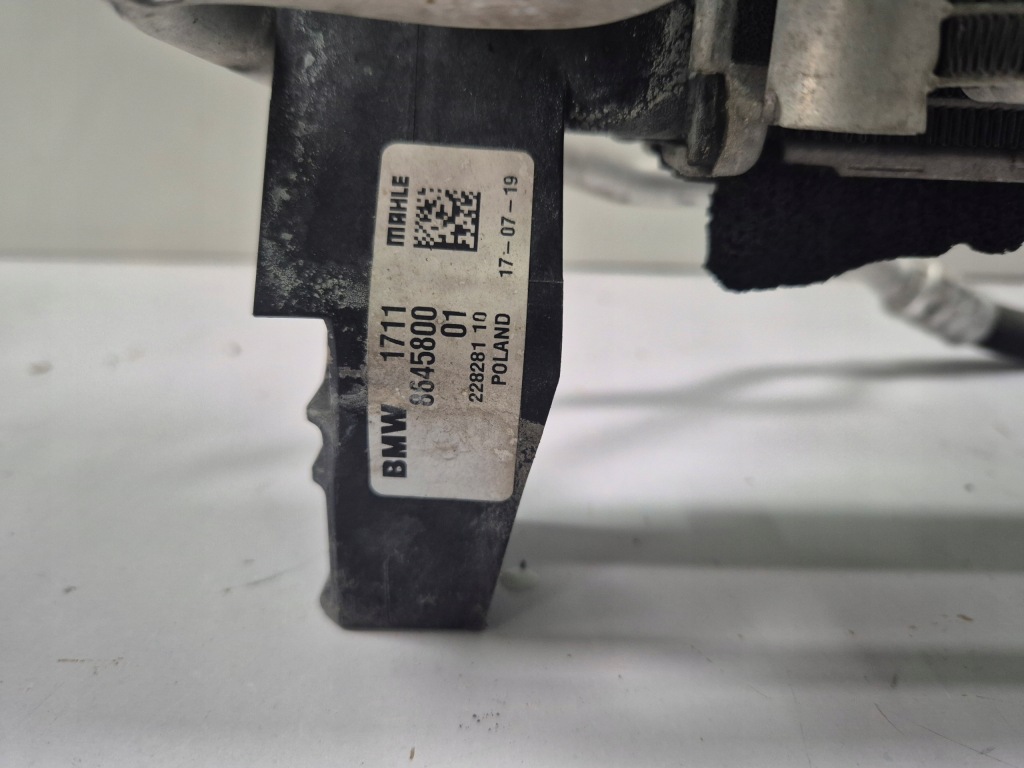 BMW 1711
8645800
01
228281 10
POLAND
MAHLE
17-07-19